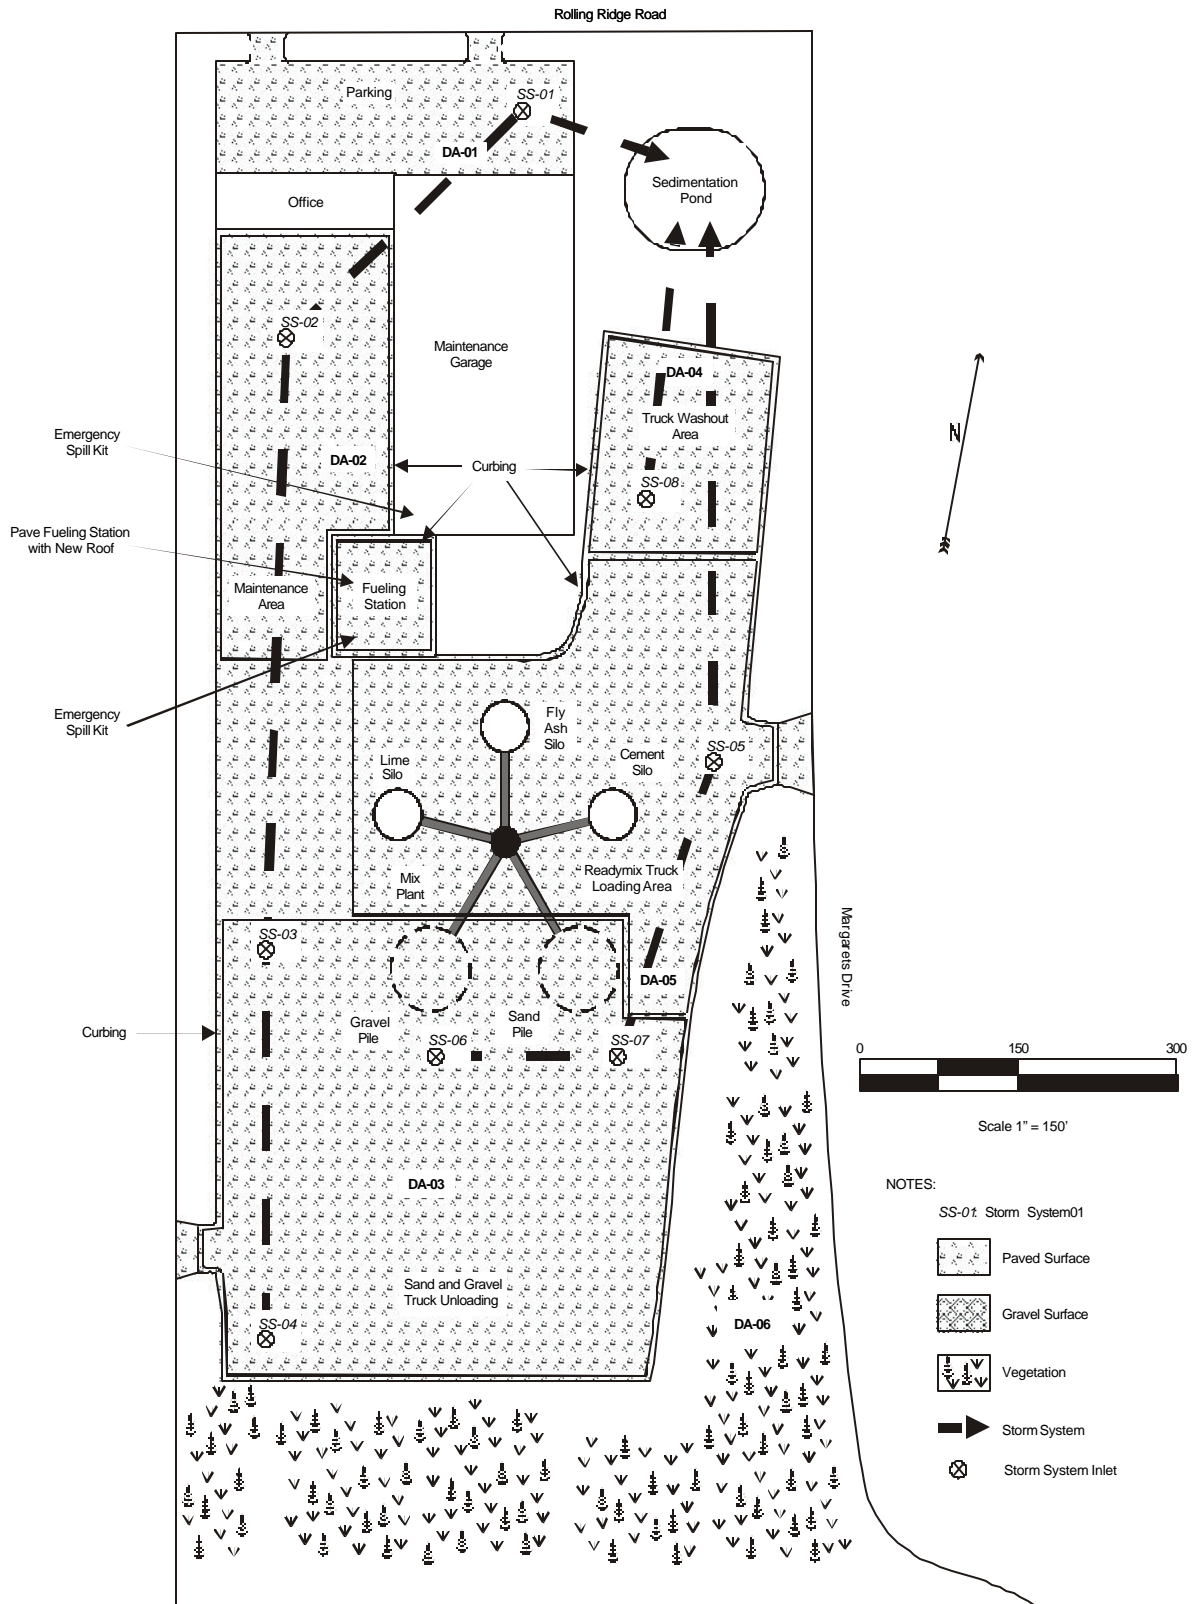 Rolling Ridge Road
Parking
SS-01
DA-01
Sedimentation
Pond
Office
SS-02
Maintenance
Garage
DA-04
Truck Washout
Area
Emergency
Spill Kit
DA-02
Curbing
SS-08
N
Pave Fueling Station
with New Roof
Maintenance
Area
Fueling
Station
Emergency
Spill Kit
Fly
Ash
Silo
Lime
Silo
Cement
Silo
SS-05
Mix
Plant
Readymix Truck
Loading Area
Margarets Drive
SS-03
DA-05
Gravel
Pile
Sand
Pile
Curbing
SS-06
SS-07
0 150 300
Scale 1" = 150'
DA-03
NOTES:
SS-01: Storm System01
Paved Surface
Sand and Gravel
Truck Unloading
Gravel Surface
SS-04
DA-06
Vegetation
Storm System
Storm System Inlet